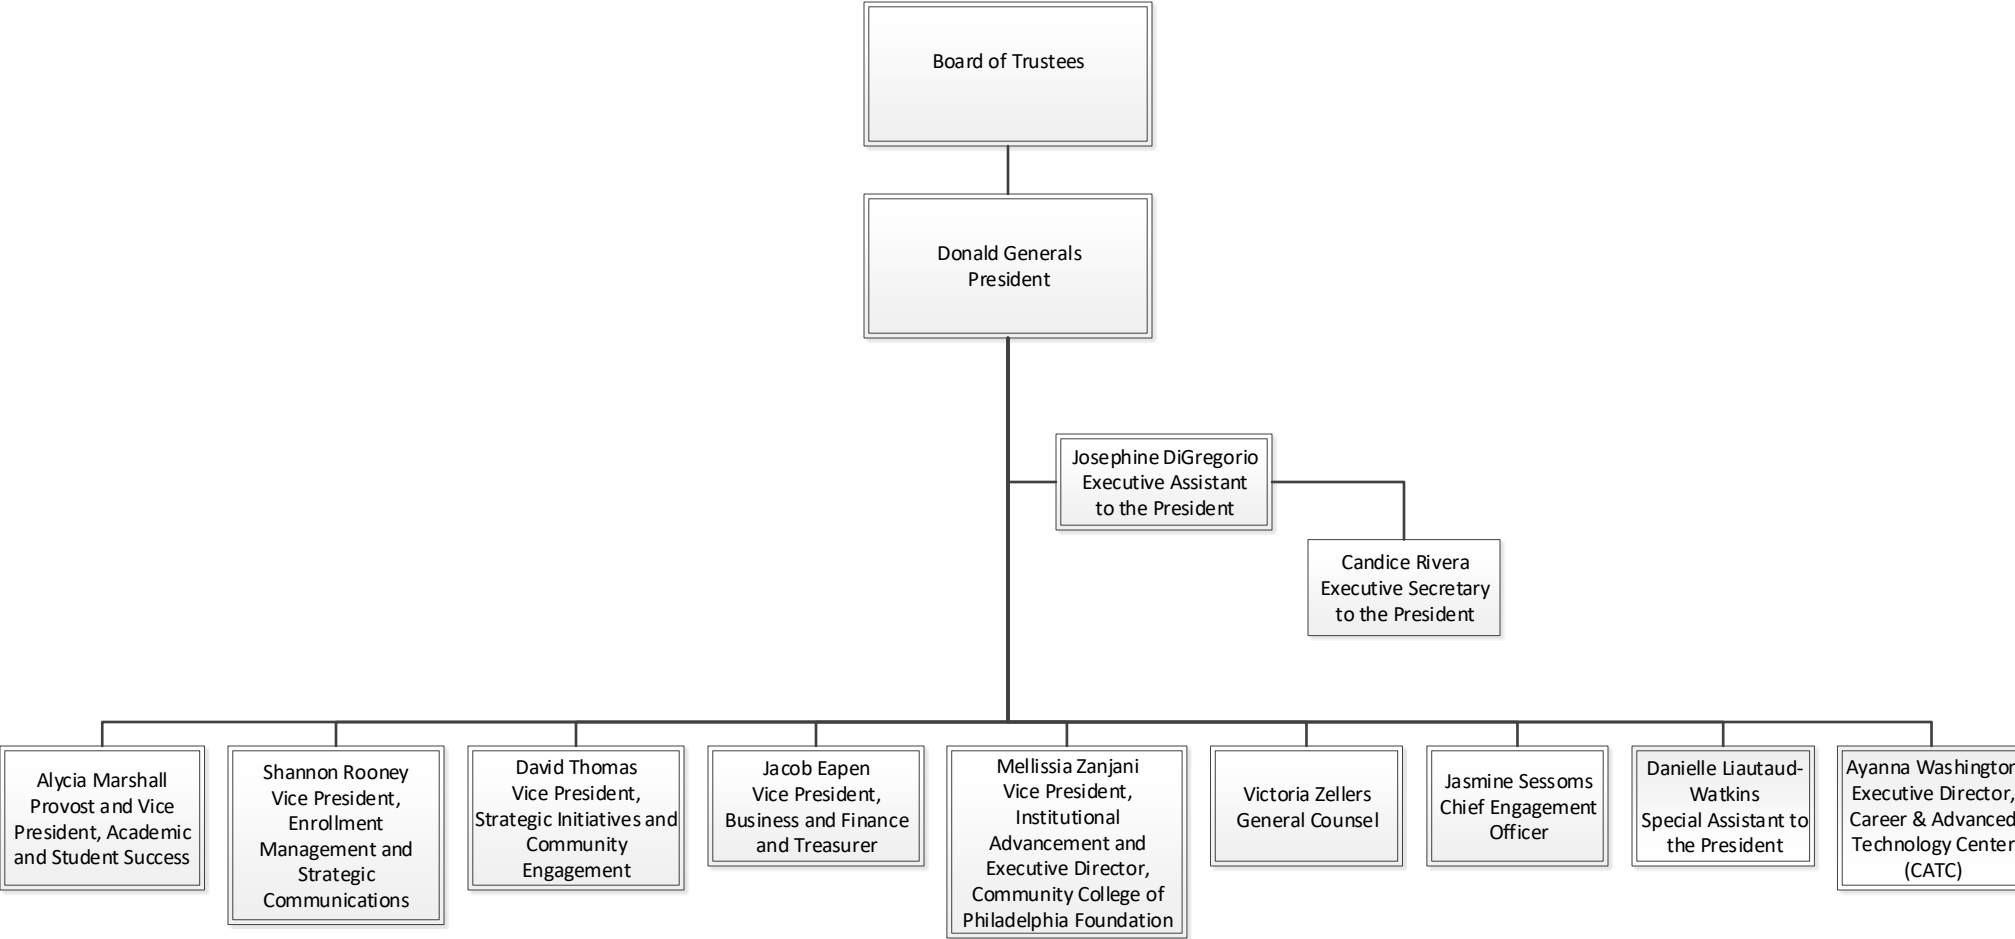 Board of Trustees
Donald Generals
President
Josephine DiGregorio
Executive Assistant
to the President
Candice Rivera
Executive Secretary
to the President
Alycia Marshall
Provost and Vice
President, Academic
and Student Success
Shannon Rooney
Vice President,
Enrollment
Management and
Strategic
Communications
David Thomas
Vice President,
Strategic Initiatives and
Community
Engagement
Jacob Eapen
Vice President,
Business and Finance
and Treasurer
Mellissia Zanjani
Vice President,
Institutional
Advancement and
Executive Director,
Community College of
Philadelphia Foundation
Victoria Zellers
General Counsel
Jasmine Sessoms
Chief Engagement
Officer
Danielle Liautaud-
Watkins
Special Assistant to
the President
Ayanna Washington
Executive Director,
Career & Advanced
Technology Center
(CATC)